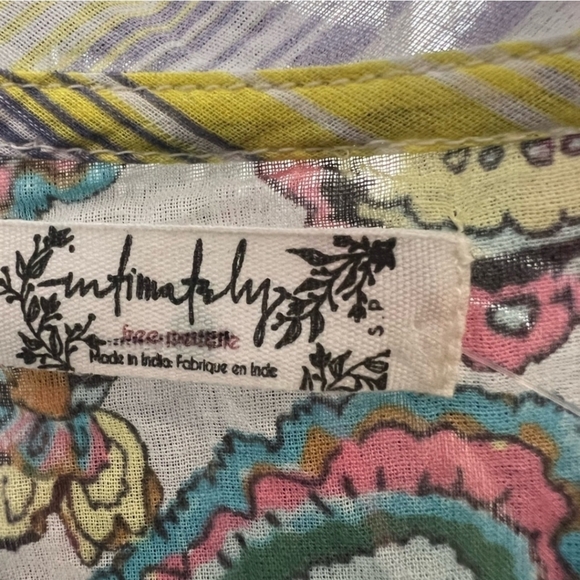 intimately
free people
Made in India: Fabrique en Inde
S P